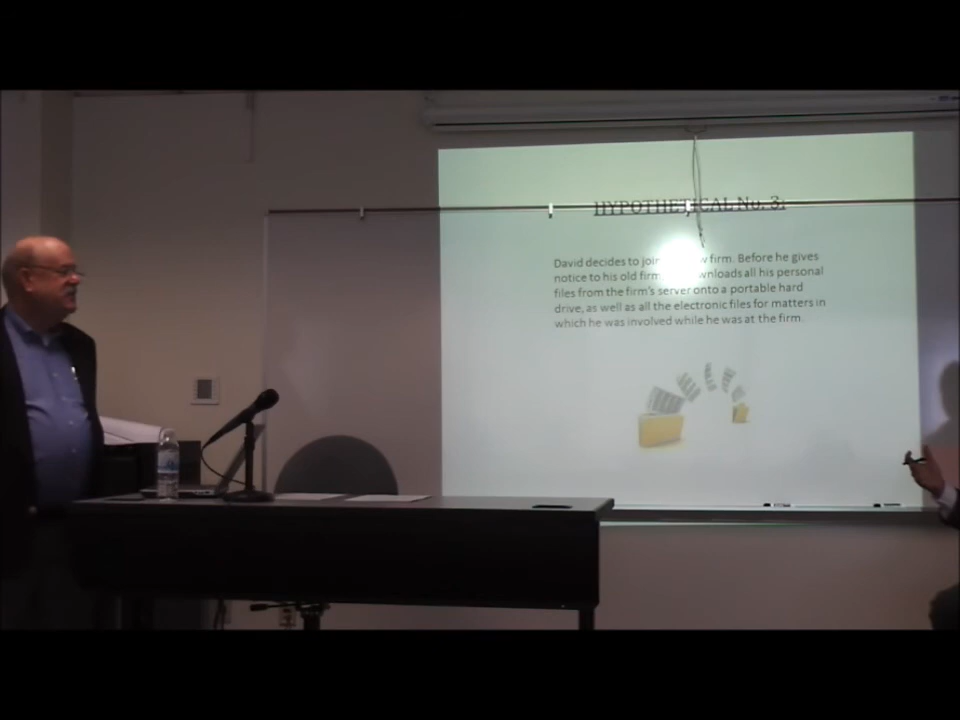 HYPOTHETICAL No. 3:
David decides to join firm. Before he gives
notice to his old firm all his personal
files from the firm's server onto a portable hard
drive, as well as all the electronic files for matters in
which he was involved while he was at the firm.